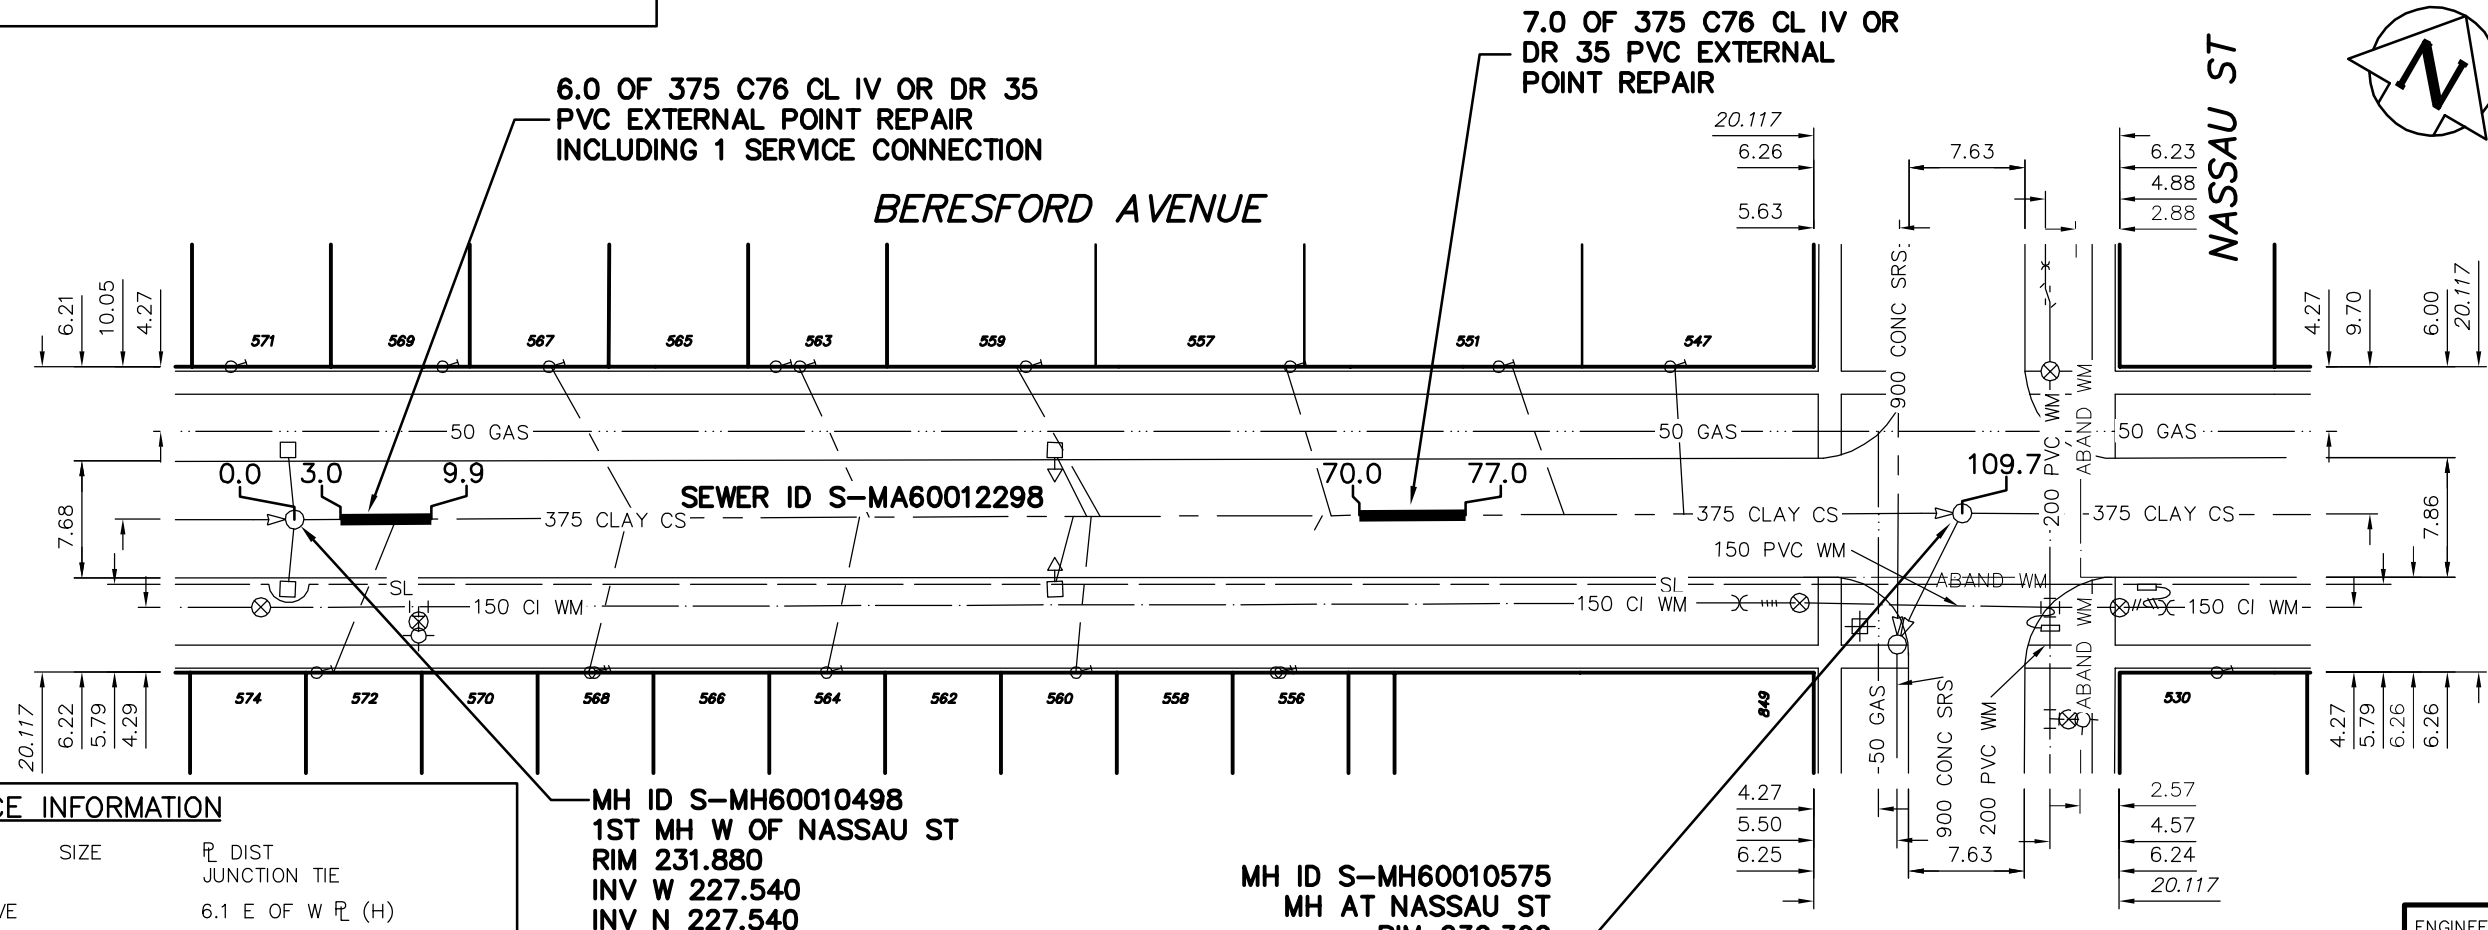 7.0 OF 375 C76 CL IV OR
DR 35 PVC EXTERNAL
POINT REPAIR
6.0 OF 375 C76 CL IV OR DR 35
PVC EXTERNAL POINT REPAIR
INCLUDING 1 SERVICE CONNECTION
BERESFORD AVENUE
NASSAU ST
N
20.117
6.26
5.63
7.63
6.23
4.88
2.88
6.21
10.05
4.27
571
569
567
565
563
559
557
551
547
4.27
9.70
6.00
20.117
900 CONC SRS
200 PVC WM
ABAND WM
50 GAS
50 GAS
50 GAS
0.0
3.0
9.9
SEWER ID S-MA60012298
70.0
77.0
109.7
7.68
375 CLAY CS
375 CLAY CS
375 CLAY CS
7.86
150 PVC WM
ABAND WM
SL
SL
150 CI WM
150 CI WM
150 CI WM
ABAND WM
20.117
6.22
5.79
4.29
574
572
570
568
566
564
562
560
558
556
849
530
50 GAS
900 CONC SRS
200 PVC WM
4.27
5.79
6.26
6.26
4.27
5.50
6.25
7.63
2.57
4.57
6.24
20.117
CE INFORMATION
SIZE
PL DIST
JUNCTION TIE
VE
6.1 E OF W PL (H)
MH ID S-MH60010498
1ST MH W OF NASSAU ST
RIM 231.880
INV W 227.540
INV N 227.540
MH ID S-MH60010575
MH AT NASSAU ST
ENGINEE